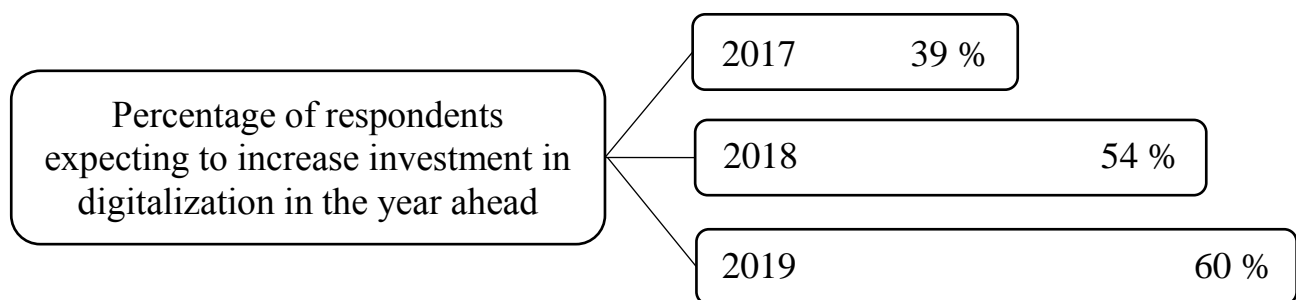 Percentage of respondents
expecting to increase investment in
digitalization in the year ahead
2017 39 %
2018 54 %
2019 60 %